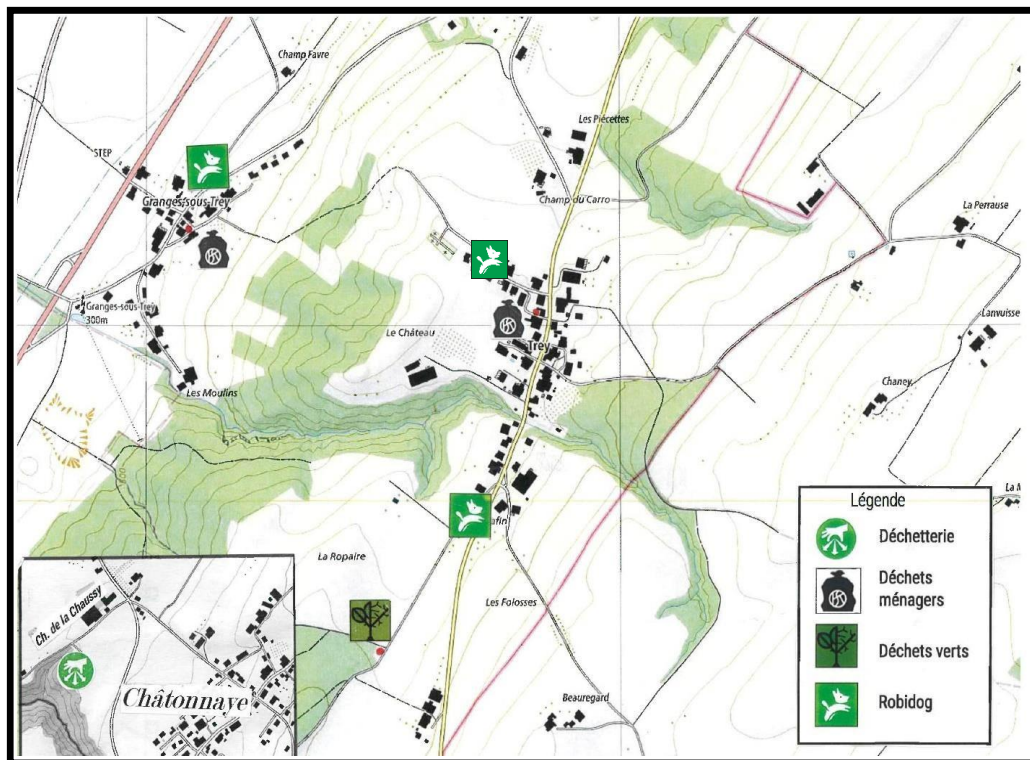 Champ Favre
Les Piécettes
STEP
Granges-sous-Trey
Champ du Carro
La Perrause
Granges-sous-Trey
300m
Le Château
Trey
Lanvuisse
Chaney
Les Moulins
600
La Ropaire
Les Folosses
Beauregard
Ch. de la Chaussy
Châtonnaye
Légende
Déchetterie
Déchets
ménagers
Déchets verts
Robidog